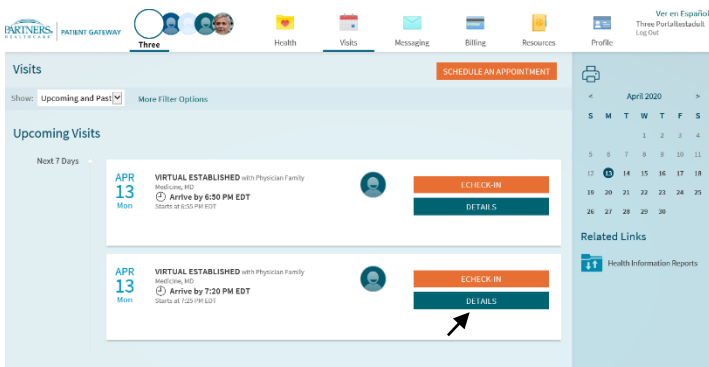 PARTNERS.
HEALTHCARE
PATIENT GATEWAY
Three
Health
Visits
Messaging
Billing
Resources
Profile
Ver en Español
Three Portaltestadult
Log Out
Visits
SCHEDULE AN APPOINTMENT
Show: Upcoming and Past
More Filter Options
Upcoming Visits
Next 7 Days
APR
13
Mon
VIRTUAL ESTABLISHED with Physician Family
Medicine, MD
Arrive by 6:50 PM EDT
Starts at 6:55 PM EDT
ECHECK-IN
DETAILS
APR
13
Mon
VIRTUAL ESTABLISHED with Physician Family
Medicine, MD
Arrive by 7:20 PM EDT
Starts at 7:25 PM EDT
ECHECK-IN
DETAILS
« April 2020 »
S M T W T F S
1 2 3 4
5 6 7 8 9 10 11
12 13 14 15 16 17 18
19 20 21 22 23 24 25
26 27 28 29 30
Related Links
Health Information Reports